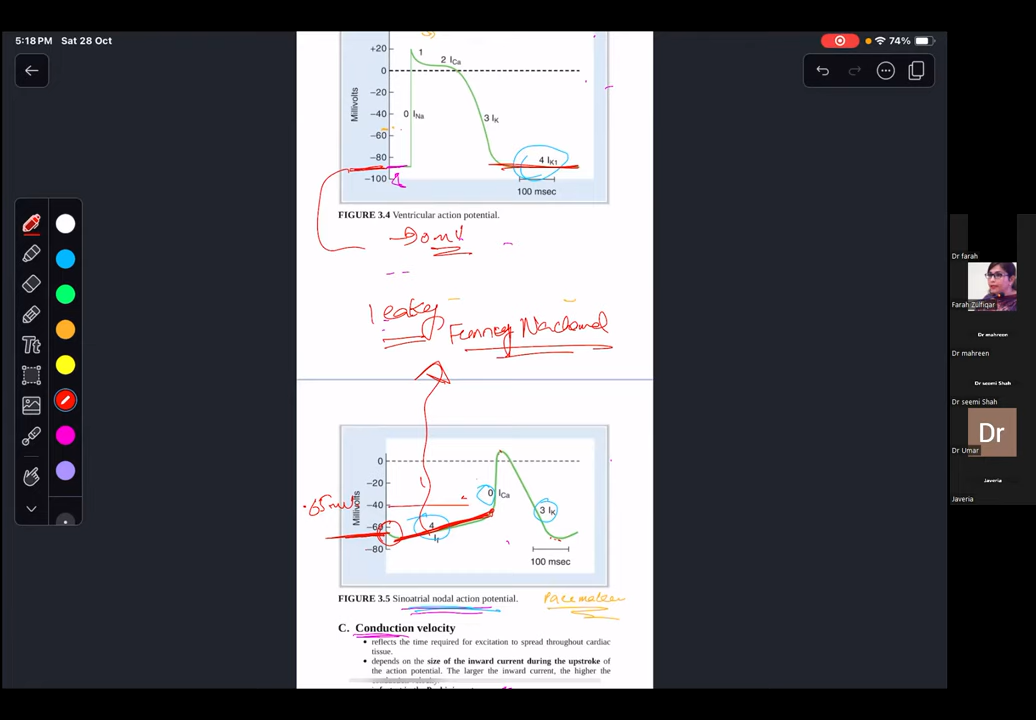 5:18 PM Sat 28 Oct
74%
+20
0
−20
−40
−60
−80
−100
Millivolts
1
2 ICa
0 INa
3 IK
4 IK1
100 msec
FIGURE 3.4 Ventricular action potential.
leaky
Funney Nachannel
0
−20
−40
−60
−80
Millivolts
0 ICa
3 IK
4
If
100 msec
FIGURE 3.5 Sinoatrial nodal action potential.
Pacemaker
C. Conduction velocity
• reflects the time required for excitation to spread throughout cardiac
tissue.
• depends on the size of the inward current during the upstroke of
the action potential. The larger the inward current, the higher the
conduction velocity.
Tt
Dr farah
Farah Zulfiqar
Dr mahreen
Dr mahreen
Dr seemi Shah
Dr seemi Shah
Dr
Dr Umar
Javeria
Javeria